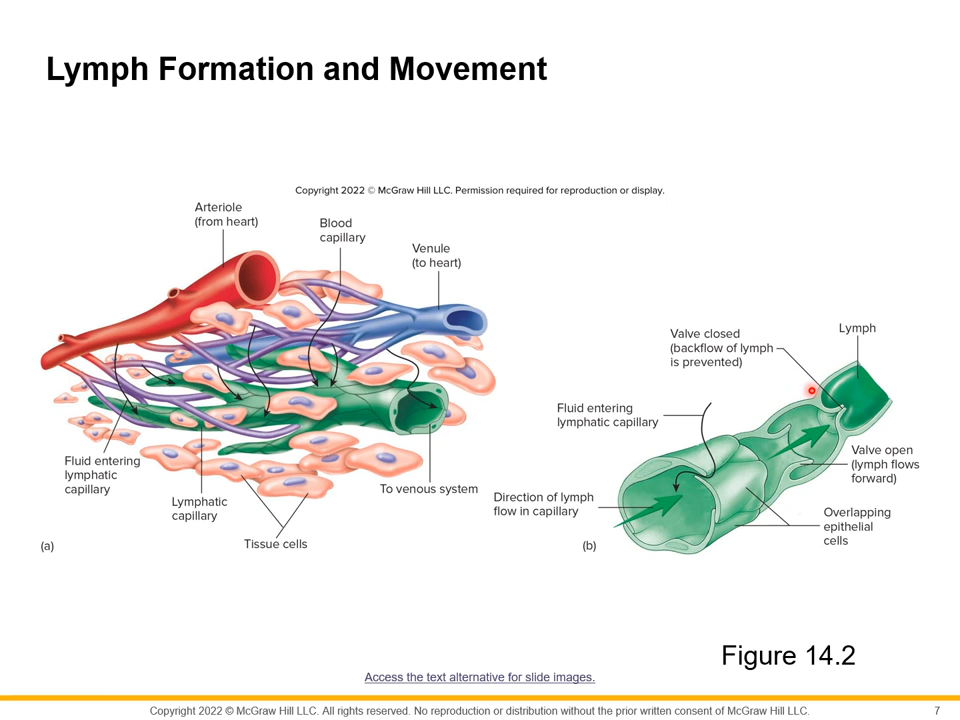 Lymph Formation and Movement
Copyright 2022 © McGraw Hill LLC. Permission required for reproduction or display.
Arteriole
(from heart)
Blood
capillary
Venule
(to heart)
Fluid entering
lymphatic
capillary
Lymphatic
capillary
Tissue cells
To venous system
(a)
Valve closed
(backflow of lymph
is prevented)
Lymph
Fluid entering
lymphatic capillary
Direction of lymph
flow in capillary
Valve open
(lymph flows
forward)
Overlapping
epithelial
cells
(b)
Figure 14.2
Access the text alternative for slide images.
Copyright 2022 © McGraw Hill LLC. All rights reserved. No reproduction or distribution without the prior written consent of McGraw Hill LLC.
7